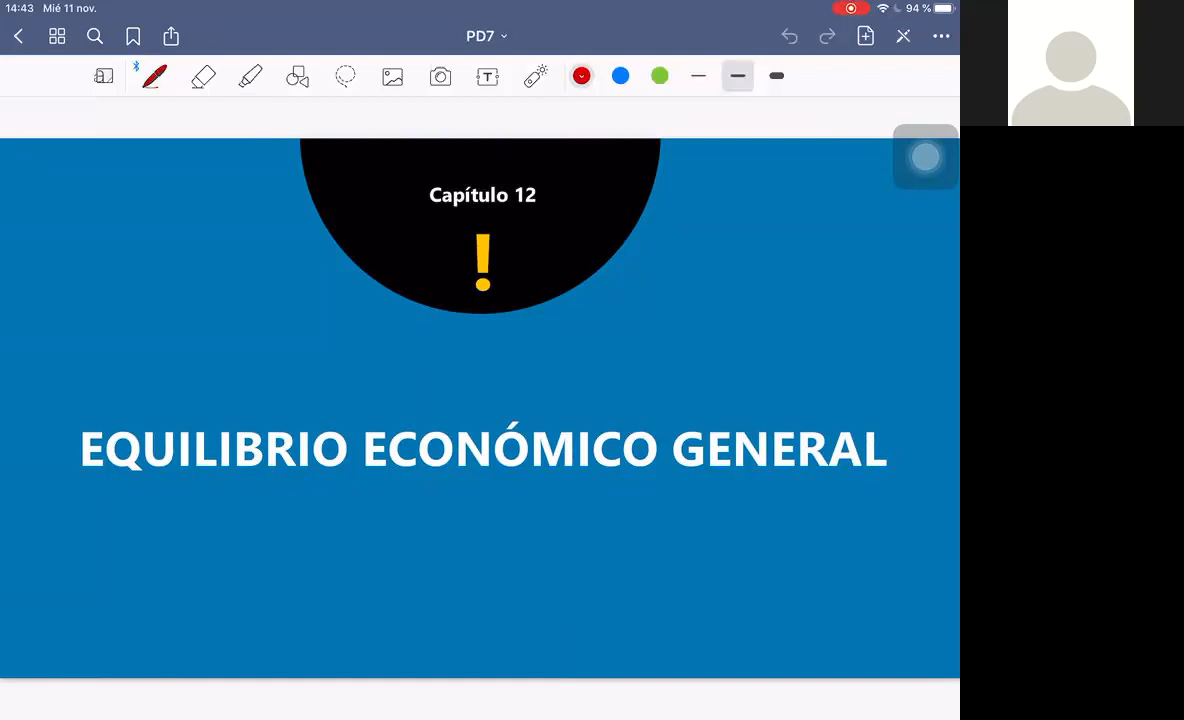 14:43 Mié 11 nov.
94 %
PD7
T
Capítulo 12
!
EQUILIBRIO ECONÓMICO GENERAL